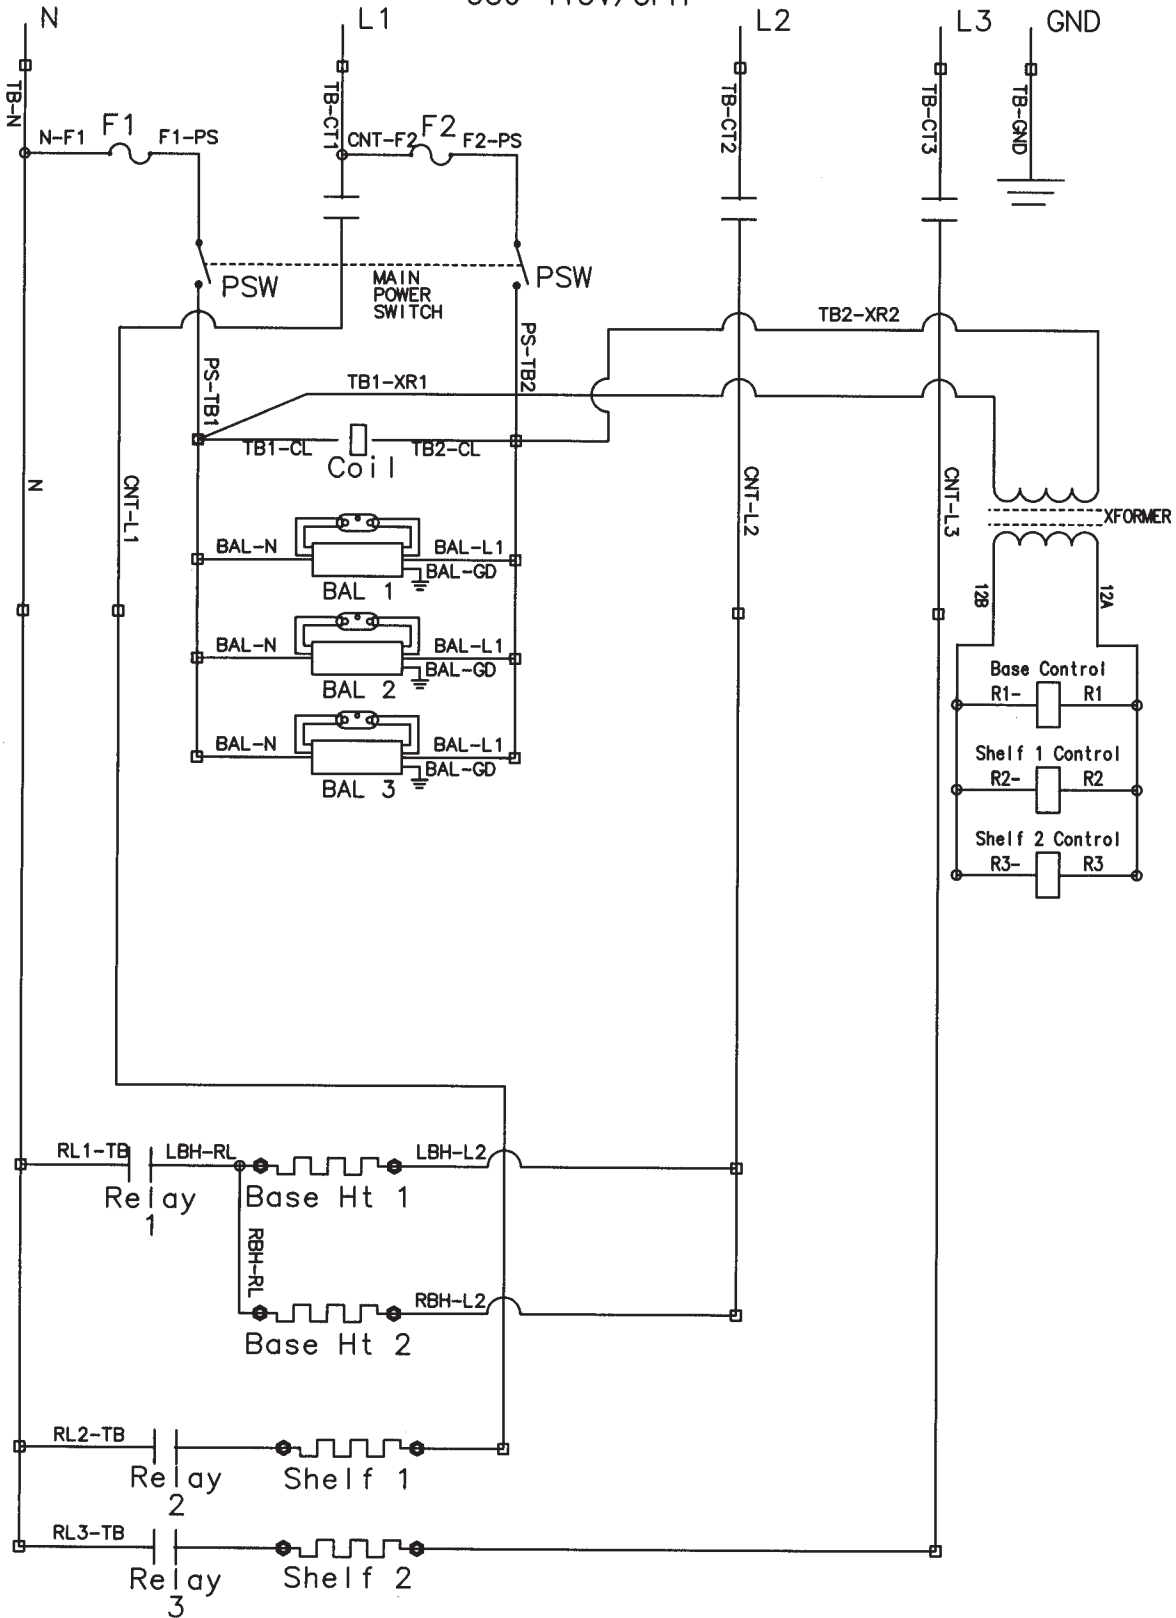 N
L1
L2
L3
GND
TB-N
TB-CT1
TB-CT2
TB-CT3
TB-GND
N-F1
F1
F1-PS
CNT-F2
F2
F2-PS
PSW
MAIN
POWER
SWITCH
PSW
TB2-XR2
PS-TB1
PS-TB2
TB1-XR1
TB1-CL
TB2-CL
Coil
N
CNT-L1
CNT-L2
CNT-L3
XFORMER
BAL-N
BAL-L1
BAL-GD
BAL 1
12B
12A
BAL-N
BAL-L1
BAL-GD
BAL 2
Base Control
R1-
R1
BAL-N
BAL-L1
BAL-GD
BAL 3
Shelf 1 Control
R2-
R2
Shelf 2 Control
R3-
R3
RL1-TB
LBH-RL
LBH-L2
Relay
1
Base Ht 1
RBH-RL
RBH-L2
Base Ht 2
RL2-TB
Relay
2
Shelf 1
RL3-TB
Relay
3
Shelf 2